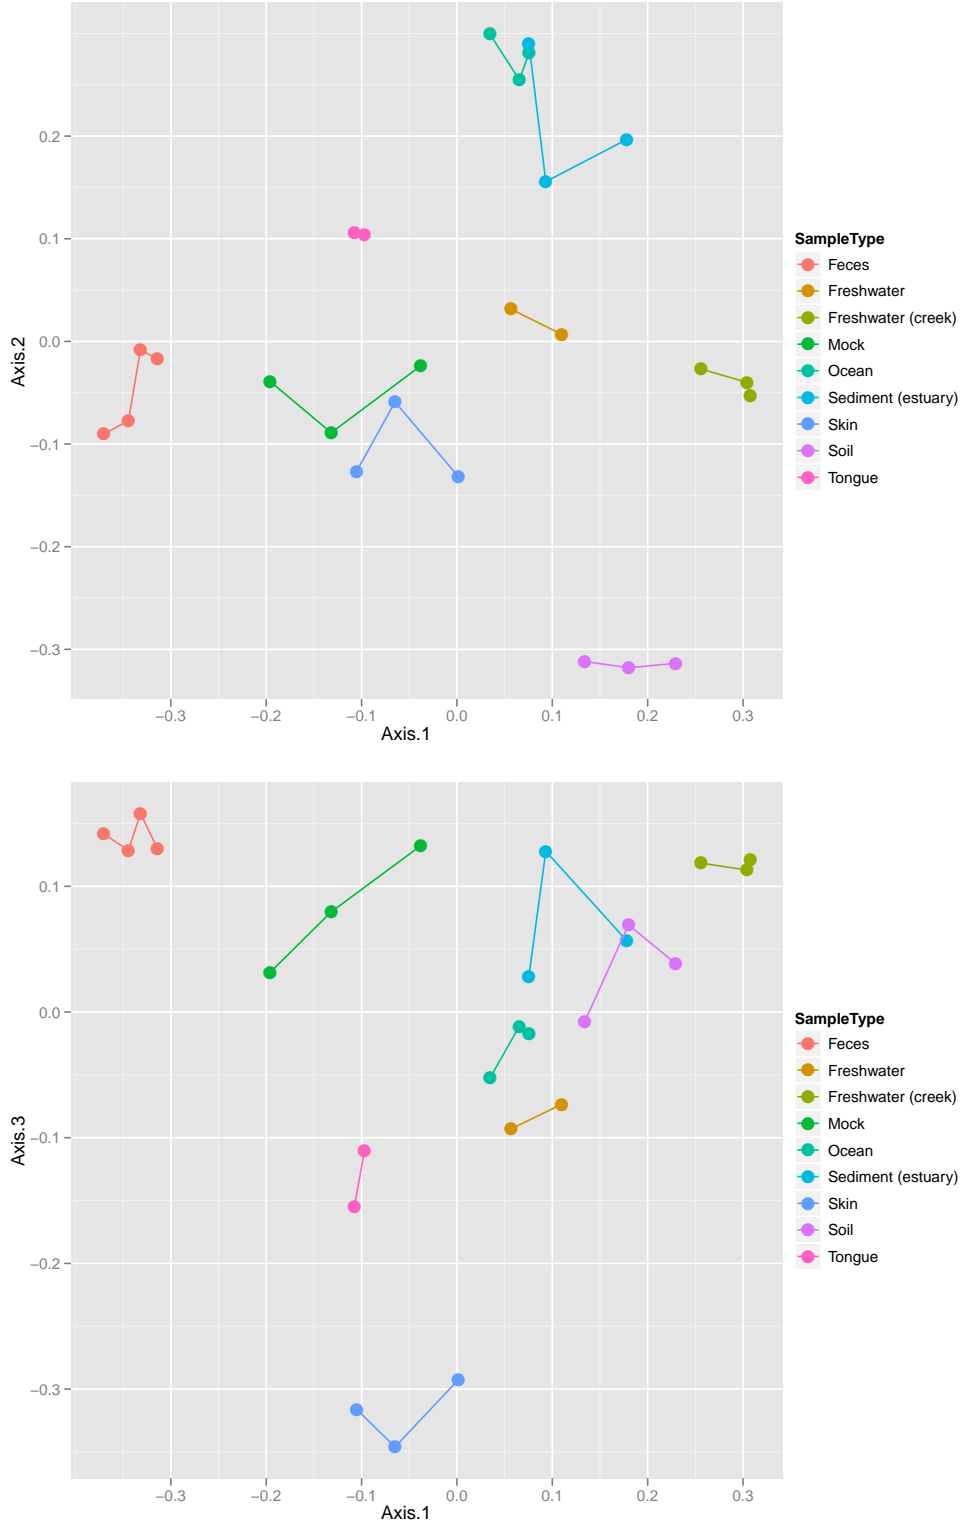 0.2
0.1
0.0
−0.1
−0.2
−0.3
Axis.2
−0.3 −0.2 −0.1 0.0 0.1 0.2 0.3
Axis.1
SampleType
Feces
Freshwater
Freshwater (creek)
Mock
Ocean
Sediment (estuary)
Skin
Soil
Tongue
0.1
0.0
−0.1
−0.2
−0.3
Axis.3
−0.3 −0.2 −0.1 0.0 0.1 0.2 0.3
Axis.1
SampleType
Feces
Freshwater
Freshwater (creek)
Mock
Ocean
Sediment (estuary)
Skin
Soil
Tongue